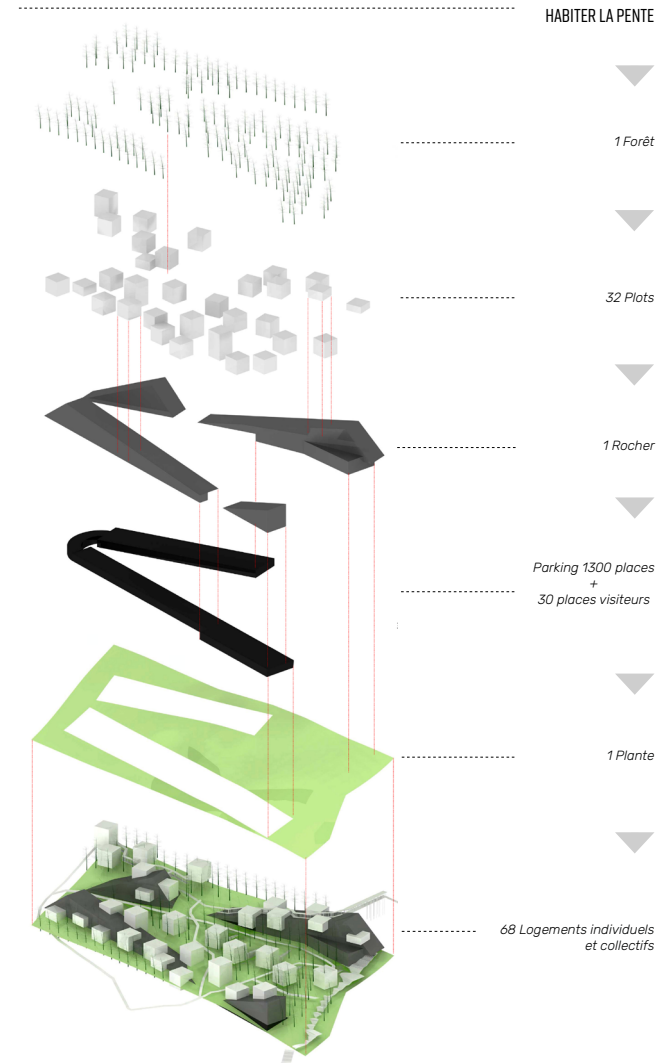 HABITER LA PENTE
1 Forêt
32 Plots
1 Rocher
Parking 1300 places
+
30 places visiteurs
1 Plante
68 Logements individuels
et collectifs